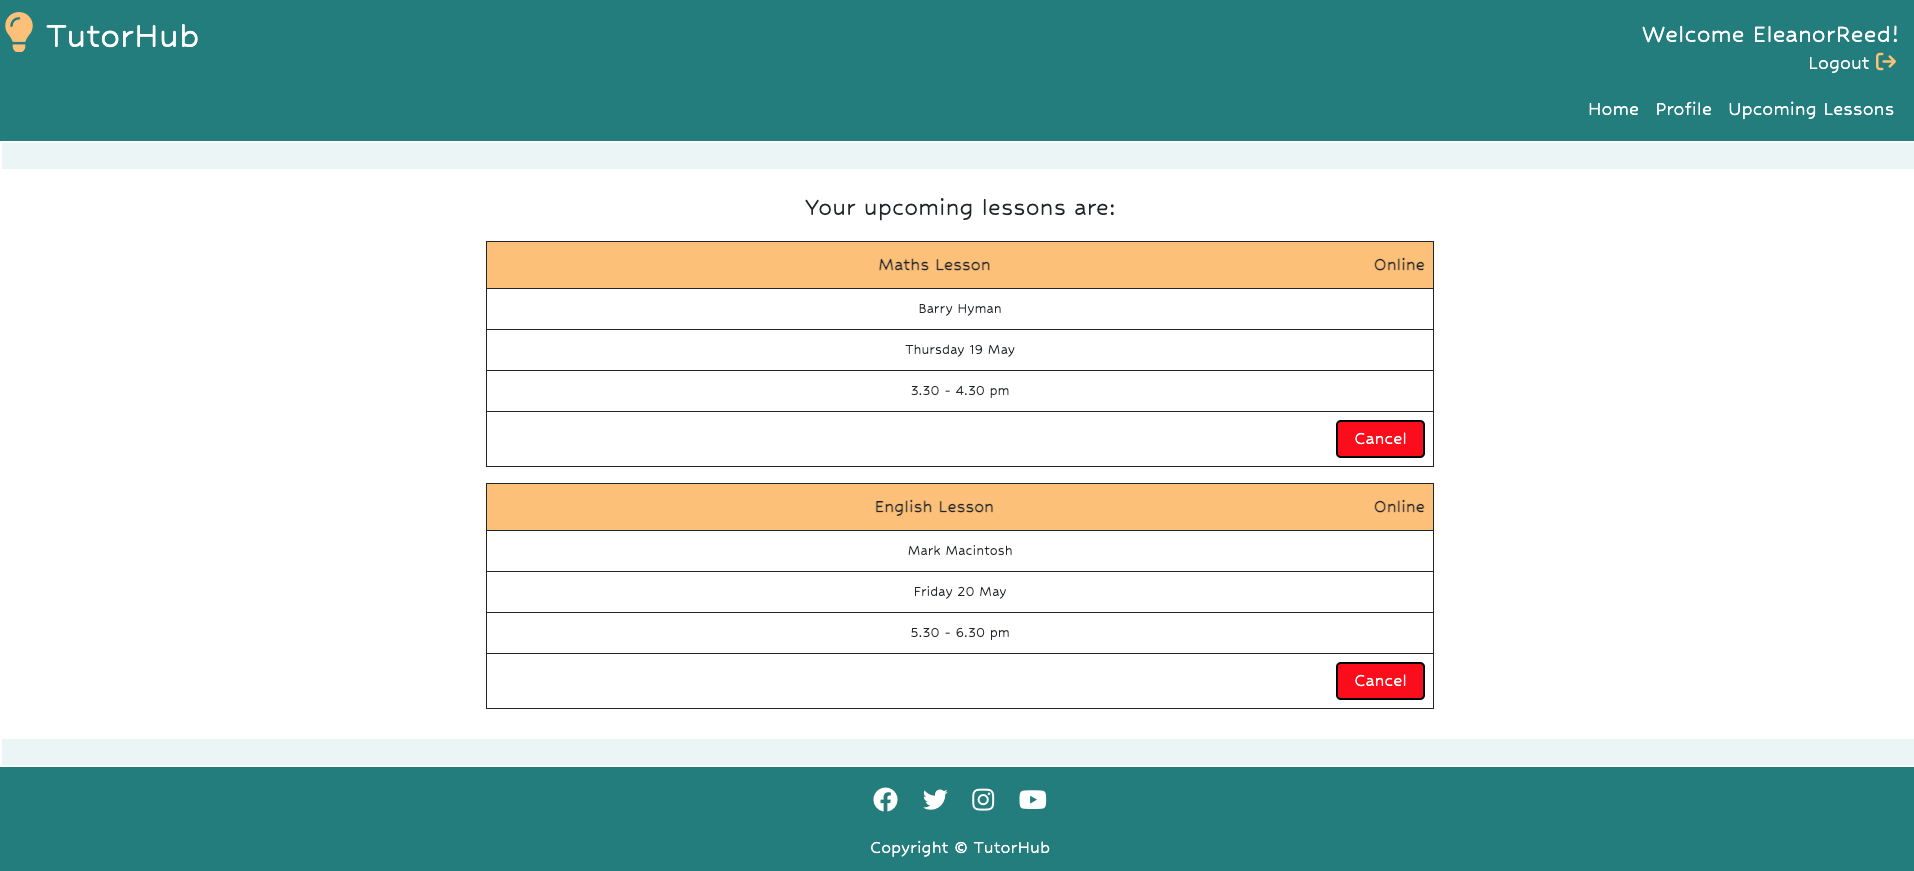 TutorHub
Welcome EleanorReed!
Logout
Home Profile Upcoming Lessons
Your upcoming lessons are:
Maths Lesson Online
Barry Hyman
Thursday 19 May
3.30 - 4.30 pm
Cancel
English Lesson Online
Mark Macintosh
Friday 20 May
5.30 - 6.30 pm
Cancel
Copyright © TutorHub